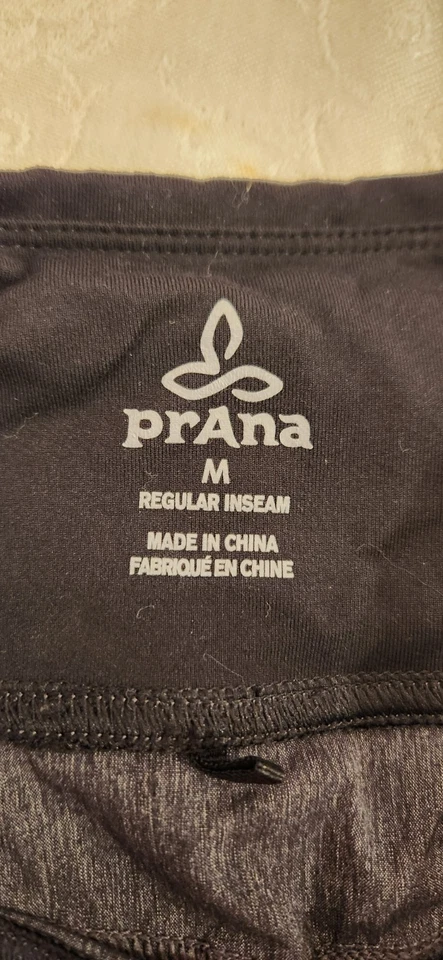 prAna
M
REGULAR INSEAM
MADE IN CHINA
FABRIQUÉ EN CHINE